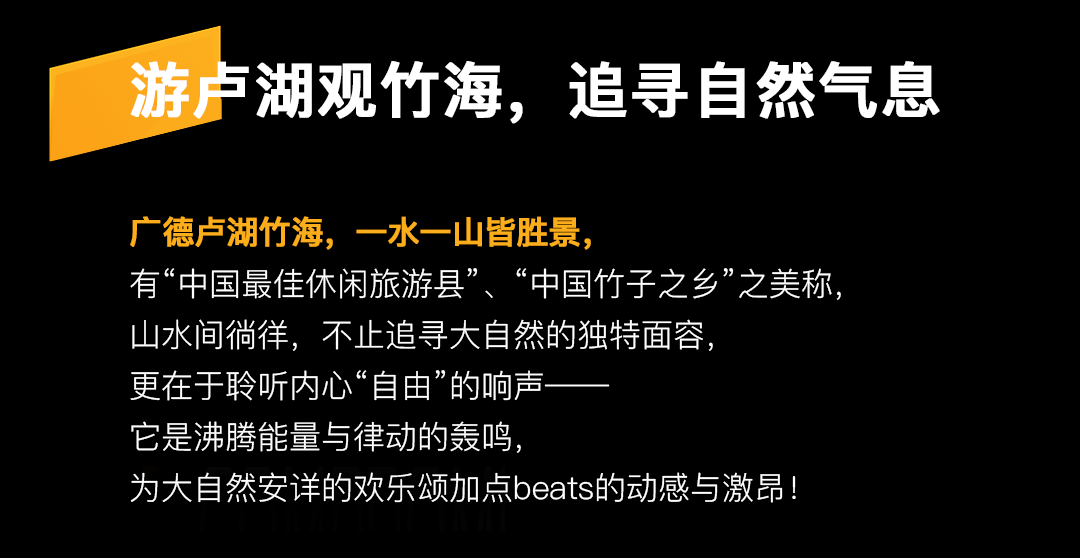 游卢湖观竹海，追寻自然气息
广德卢湖竹海，一水一山皆胜景，
有“中国最佳休闲旅游县”、“中国竹子之乡”之美称，
山水间徜徉，不止追寻大自然的独特面容，
更在于聆听内心“自由”的响声——
它是沸腾能量与律动的轰鸣，
为大自然安详的欢乐颂加点beats的动感与激昂！